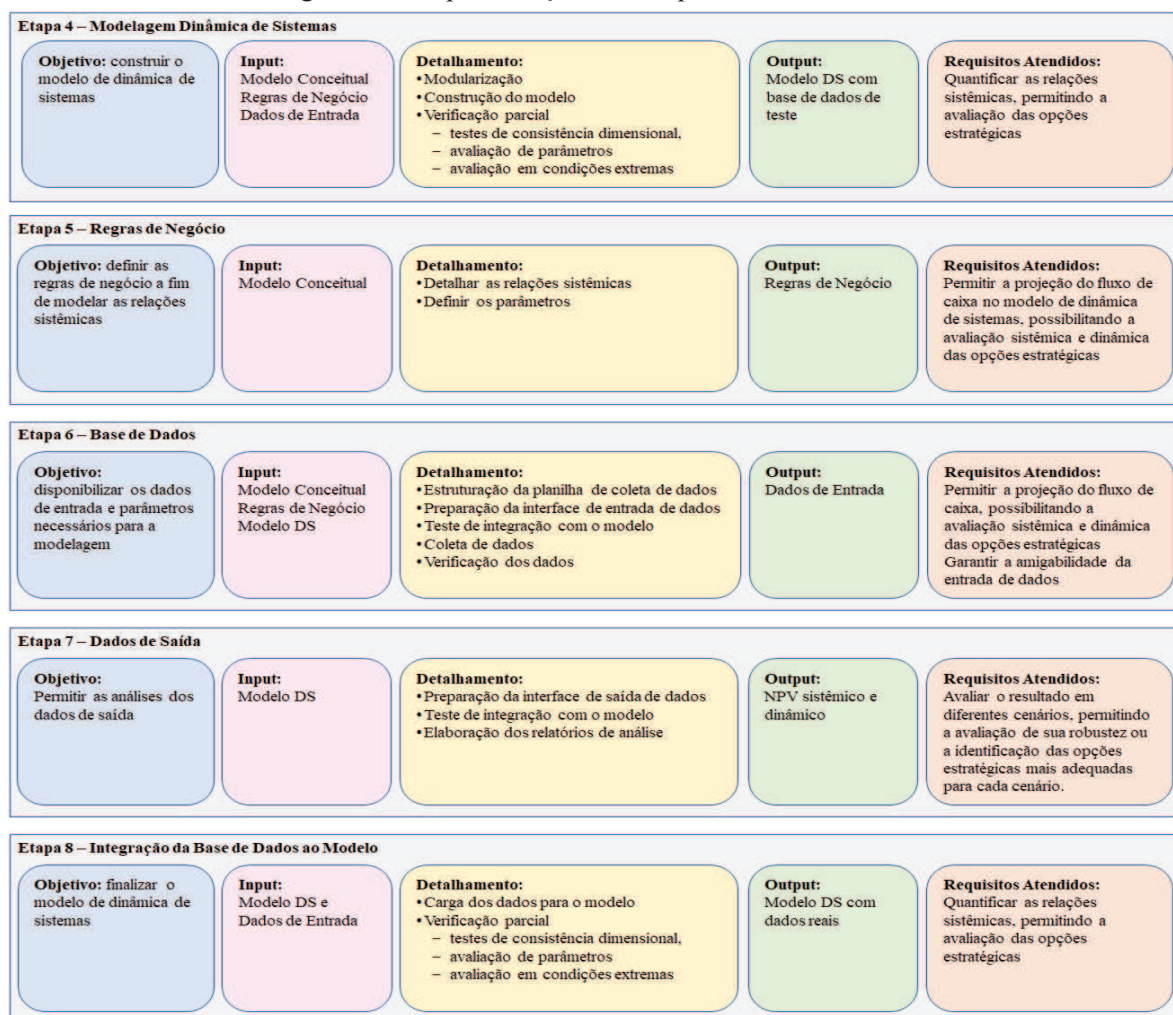 Etapa 4 – Modelagem Dinâmica de Sistemas
Objetivo: construir o
modelo de dinâmica de
sistemas
Input:
Modelo Conceitual
Regras de Negócio
Dados de Entrada
Detalhamento:
•Modularização
•Construção do modelo
•Verificação parcial
– testes de consistência dimensional,
– avaliação de parâmetros
– avaliação em condições extremas
Output:
Modelo DS com
base de dados de
teste
Requisitos Atendidos:
Quantificar as relações
sistêmicas, permitindo a
avaliação das opções
estratégicas
Etapa 5 – Regras de Negócio
Objetivo: definir as
regras de negócio a fim
de modelar as relações
sistêmicas
Input:
Modelo Conceitual
Detalhamento:
•Detalhar as relações sistêmicas
•Definir os parâmetros
Output:
Regras de Negócio
Requisitos Atendidos:
Permitir a projeção do fluxo de
caixa no modelo de dinâmica
de sistemas, possibilitando a
avaliação sistêmica e dinâmica
das opções estratégicas
Etapa 6 – Base de Dados
Objetivo:
disponibilizar os dados
de entrada e parâmetros
necessários para a
modelagem
Input:
Modelo Conceitual
Regras de Negócio
Modelo DS
Detalhamento:
•Estruturação da planilha de coleta de dados
•Preparação da interface de entrada de dados
•Teste de integração com o modelo
•Coleta de dados
•Verificação dos dados
Output:
Dados de Entrada
Requisitos Atendidos:
Permitir a projeção do fluxo de
caixa, possibilitando a
avaliação sistêmica e dinâmica
das opções estratégicas
Garantir a amigabilidade da
entrada de dados
Etapa 7 – Dados de Saída
Objetivo:
Permitir as análises dos
dados de saída
Input:
Modelo DS
Detalhamento:
•Preparação da interface de saída de dados
•Teste de integração com o modelo
•Elaboração dos relatórios de análise
Output:
NPV sistêmico e
dinâmico
Requisitos Atendidos:
Avaliar o resultado em
diferentes cenários, permitindo
a avaliação de sua robustez ou
a identificação das opções
estratégicas mais adequadas
para cada cenário.
Etapa 8 – Integração da Base de Dados ao Modelo
Objetivo: finalizar o
modelo de dinâmica de
sistemas
Input:
Modelo DS e
Dados de Entrada
Detalhamento:
•Carga dos dados para o modelo
•Verificação parcial
– testes de consistência dimensional,
– avaliação de parâmetros
– avaliação em condições extremas
Output:
Modelo DS com
dados reais
Requisitos Atendidos:
Quantificar as relações
sistêmicas, permitindo a
avaliação das opções
estratégicas